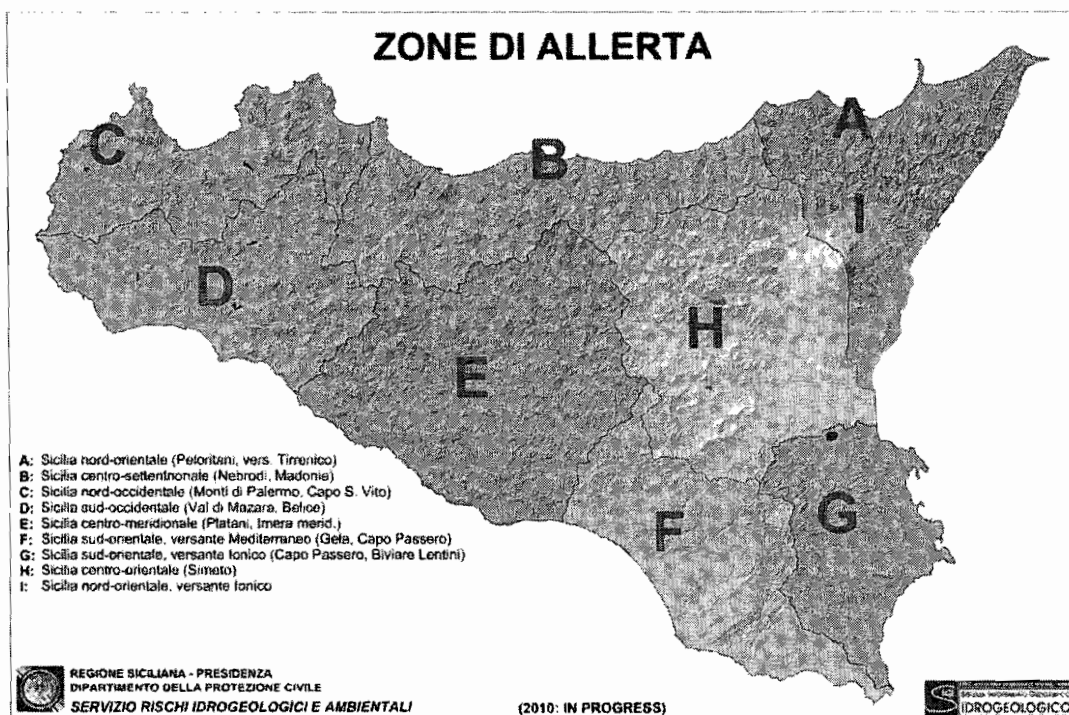 ZONE DI ALLERTA
A
C
B
I
D
H
E
G
F
A: Sicilia nord-orientale (Peloritani, vers. Tirrenico)
B: Sicilia centro-settentrionale (Nebrodi, Madonie)
C: Sicilia nord-occidentale (Monti di Palermo, Capo S. Vito)
D: Sicilia sud-occidentale (Val di Mazara, Belice)
E: Sicilia centro-meridionale (Platani, Imera merid.)
F: Sicilia sud-orientale, versante Mediterraneo (Gela, Capo Passero)
G: Sicilia sud-orientale, versante Ionico (Capo Passero, Biviere Lentini)
H: Sicilia centro-orientale (Simeto)
I: Sicilia nord-orientale, versante Ionico
REGIONE SICILIANA - PRESIDENZA
DIPARTIMENTO DELLA PROTEZIONE CIVILE
SERVIZIO RISCHI IDROGEOLOGICI E AMBIENTALI
(2010: IN PROGRESS)
IDROGEOLOGICO